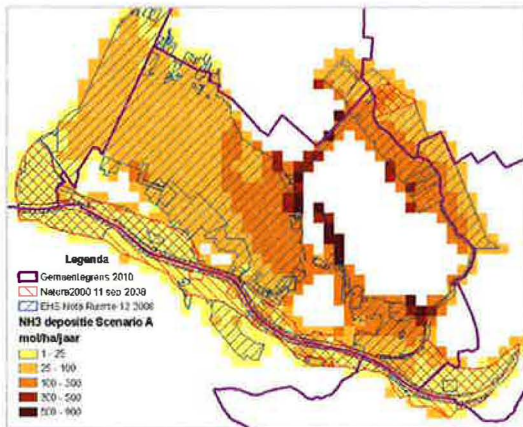 Legenda
Gemeentegrens 2010
Natura2000 11 sep 2008
EHS Nota Ruimte 12 2006
NH3 depositie Scenario A
mol/ha/jaar
1 - 25
25 - 100
100 - 300
300 - 500
500 - 900